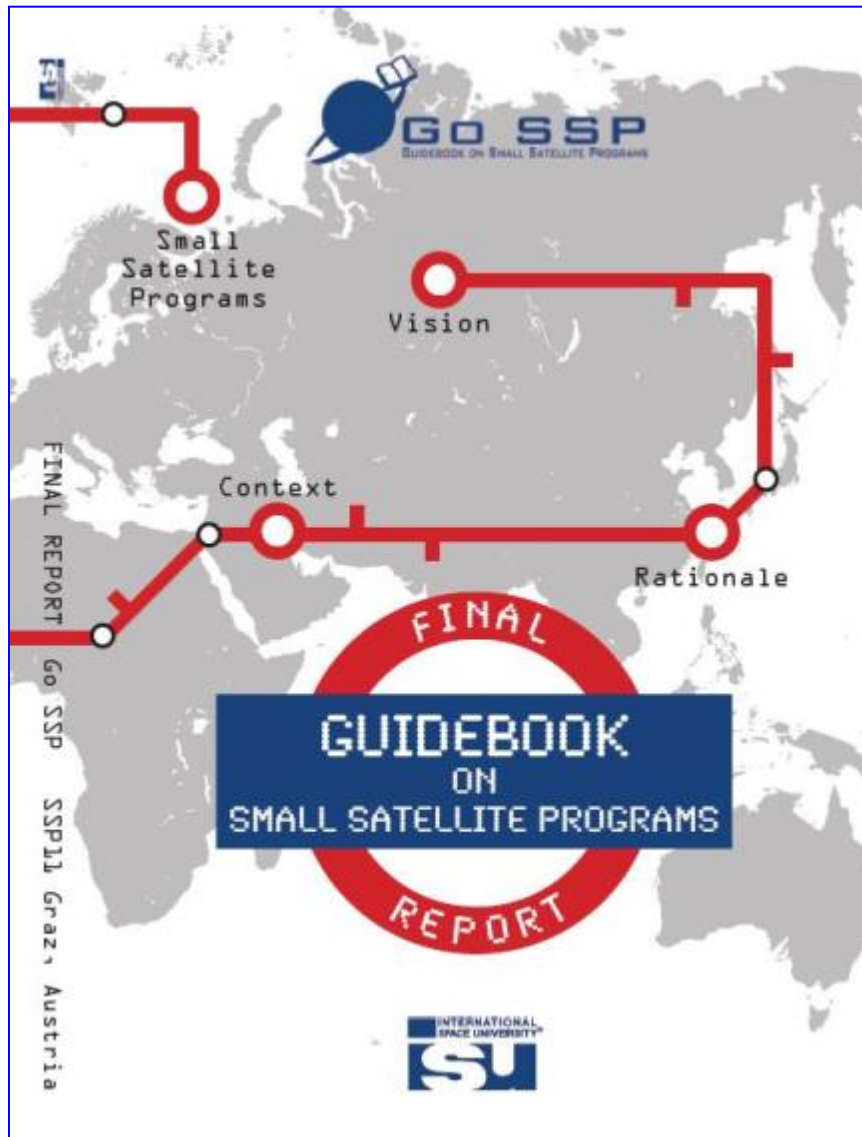 Go SSP
GUIDEBOOK ON SMALL SATELLITE PROGRAMS
Small
Satellite
Programs
Vision
Context
Rationale
FINAL
GUIDEBOOK
ON
SMALL SATELLITE PROGRAMS
REPORT
FINAL REPORT Go SSP SSP11 Graz, Austria
INTERNATIONAL
SPACE UNIVERSITY
ISU